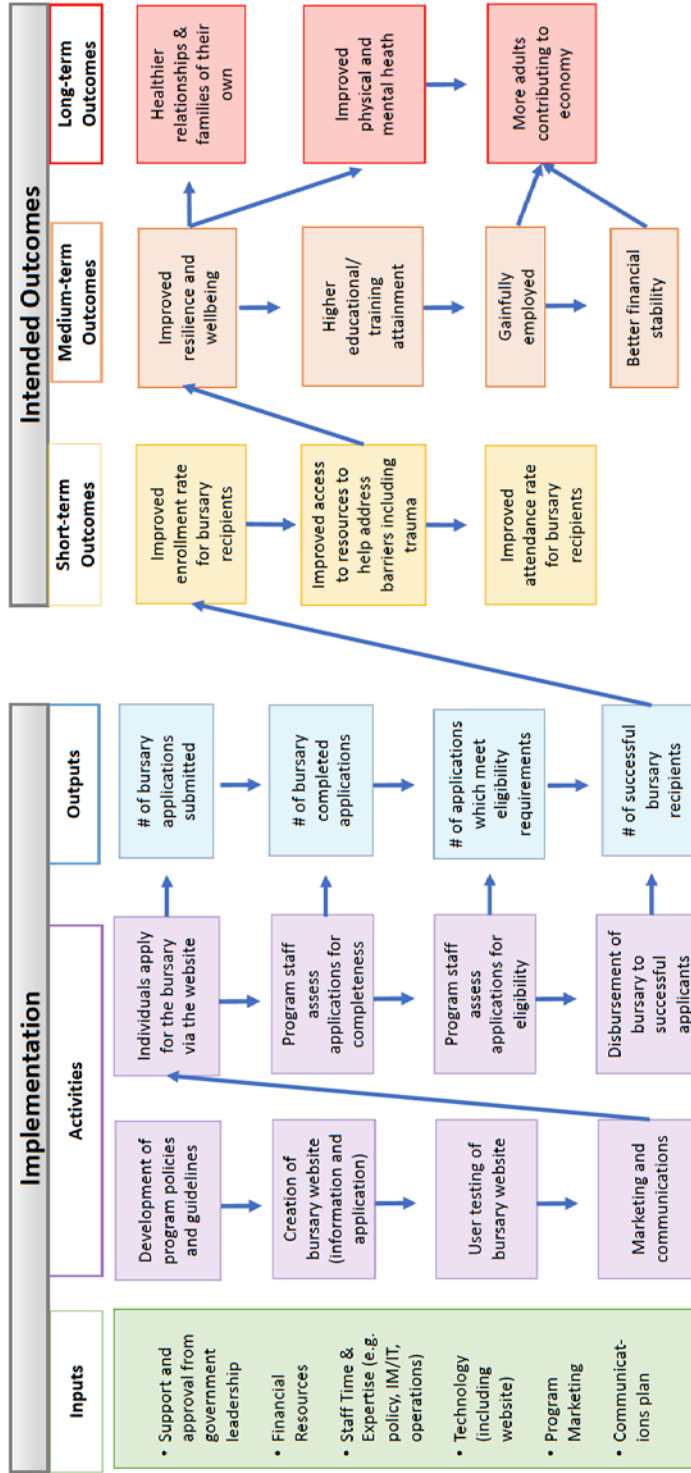 Implementation
Intended Outcomes
Inputs
Activities
Outputs
Short-term
Outcomes
Medium-term
Outcomes
Long-term
Outcomes
• Support and
approval from
government
leadership
• Financial
Resources
• Staff Time &
Expertise (e.g.
policy, IM/IT,
operations)
• Technology
(including
website)
• Program
Marketing
• Communicat-
ions plan
Development of
program policies
and guidelines
Creation of
bursary website
(information and
application)
User testing of
bursary website
Marketing and
communications
Individuals apply
for the bursary
via the website
Program staff
assess
applications for
completeness
Program staff
assess
applications for
eligibility
Disbursement of
bursary to
successful
applicants
# of bursary
applications
submitted
# of bursary
completed
applications
# of applications
which meet
eligibility
requirements
# of successful
bursary
recipients
Improved
enrollment rate
for bursary
recipients
Improved access
to resources to
help address
barriers including
trauma
Improved
attendance rate
for bursary
recipients
Improved
resilience and
wellbeing
Higher
educational/
training
attainment
Gainfully
employed
Better financial
stability
Healthier
relationships &
families of their
own
Improved
physical and
mental heath
More adults
contributing to
economy